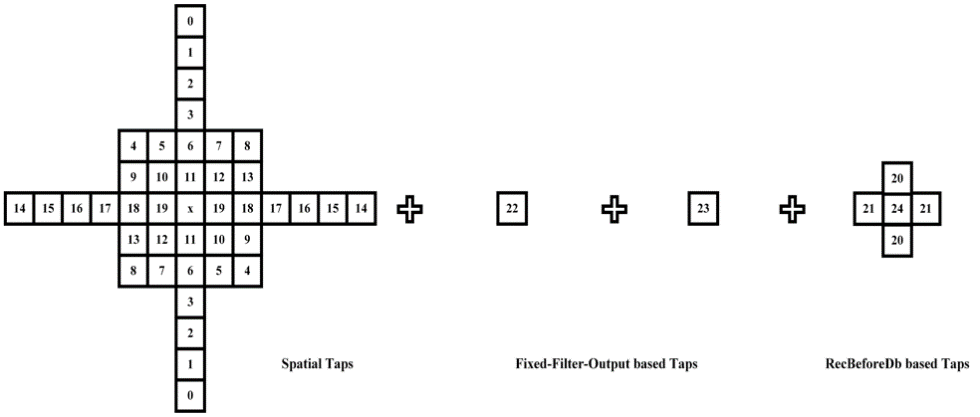 0
1
2
3
4 5 6 7 8
9 10 11 12 13
14 15 16 17 18 19 x 19 18 17 16 15 14
13 12 11 10 9
8 7 6 5 4
3
2
1
0
22
23
20
21 24 21
20
Spatial Taps
Fixed-Filter-Output based Taps
RecBeforeDb based Taps